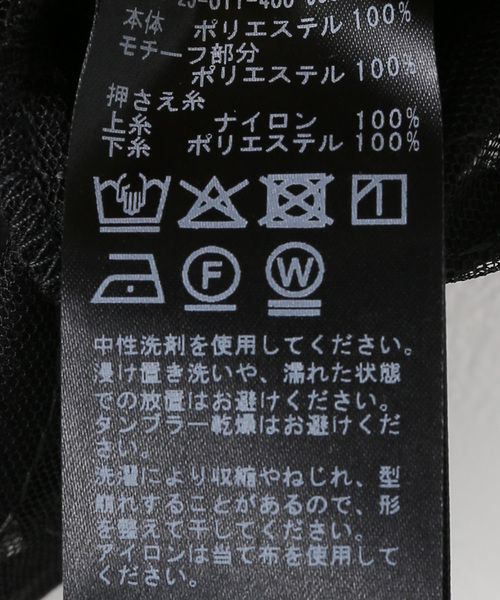 本体 ポリエステル 100%
モチーフ部分
ポリエステル 100%
押さえ糸
上糸 ナイロン 100%
下糸 ポリエステル 100%
F W
中性洗剤を使用してください。
浸け置き洗いや、濡れた状態
での放置はお避けください。
タンブラー乾燥はお避けくだ
さい。
洗濯により収縮やねじれ、型
崩れすることがあるので、形
を整えて干してください。
アイロンは当て布を使用して
ください。